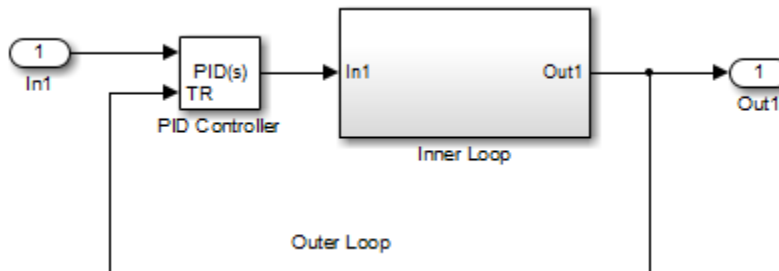 1
In1
PID(s)
TR
PID Controller
In1
Out1
Inner Loop
1
Out1
Outer Loop